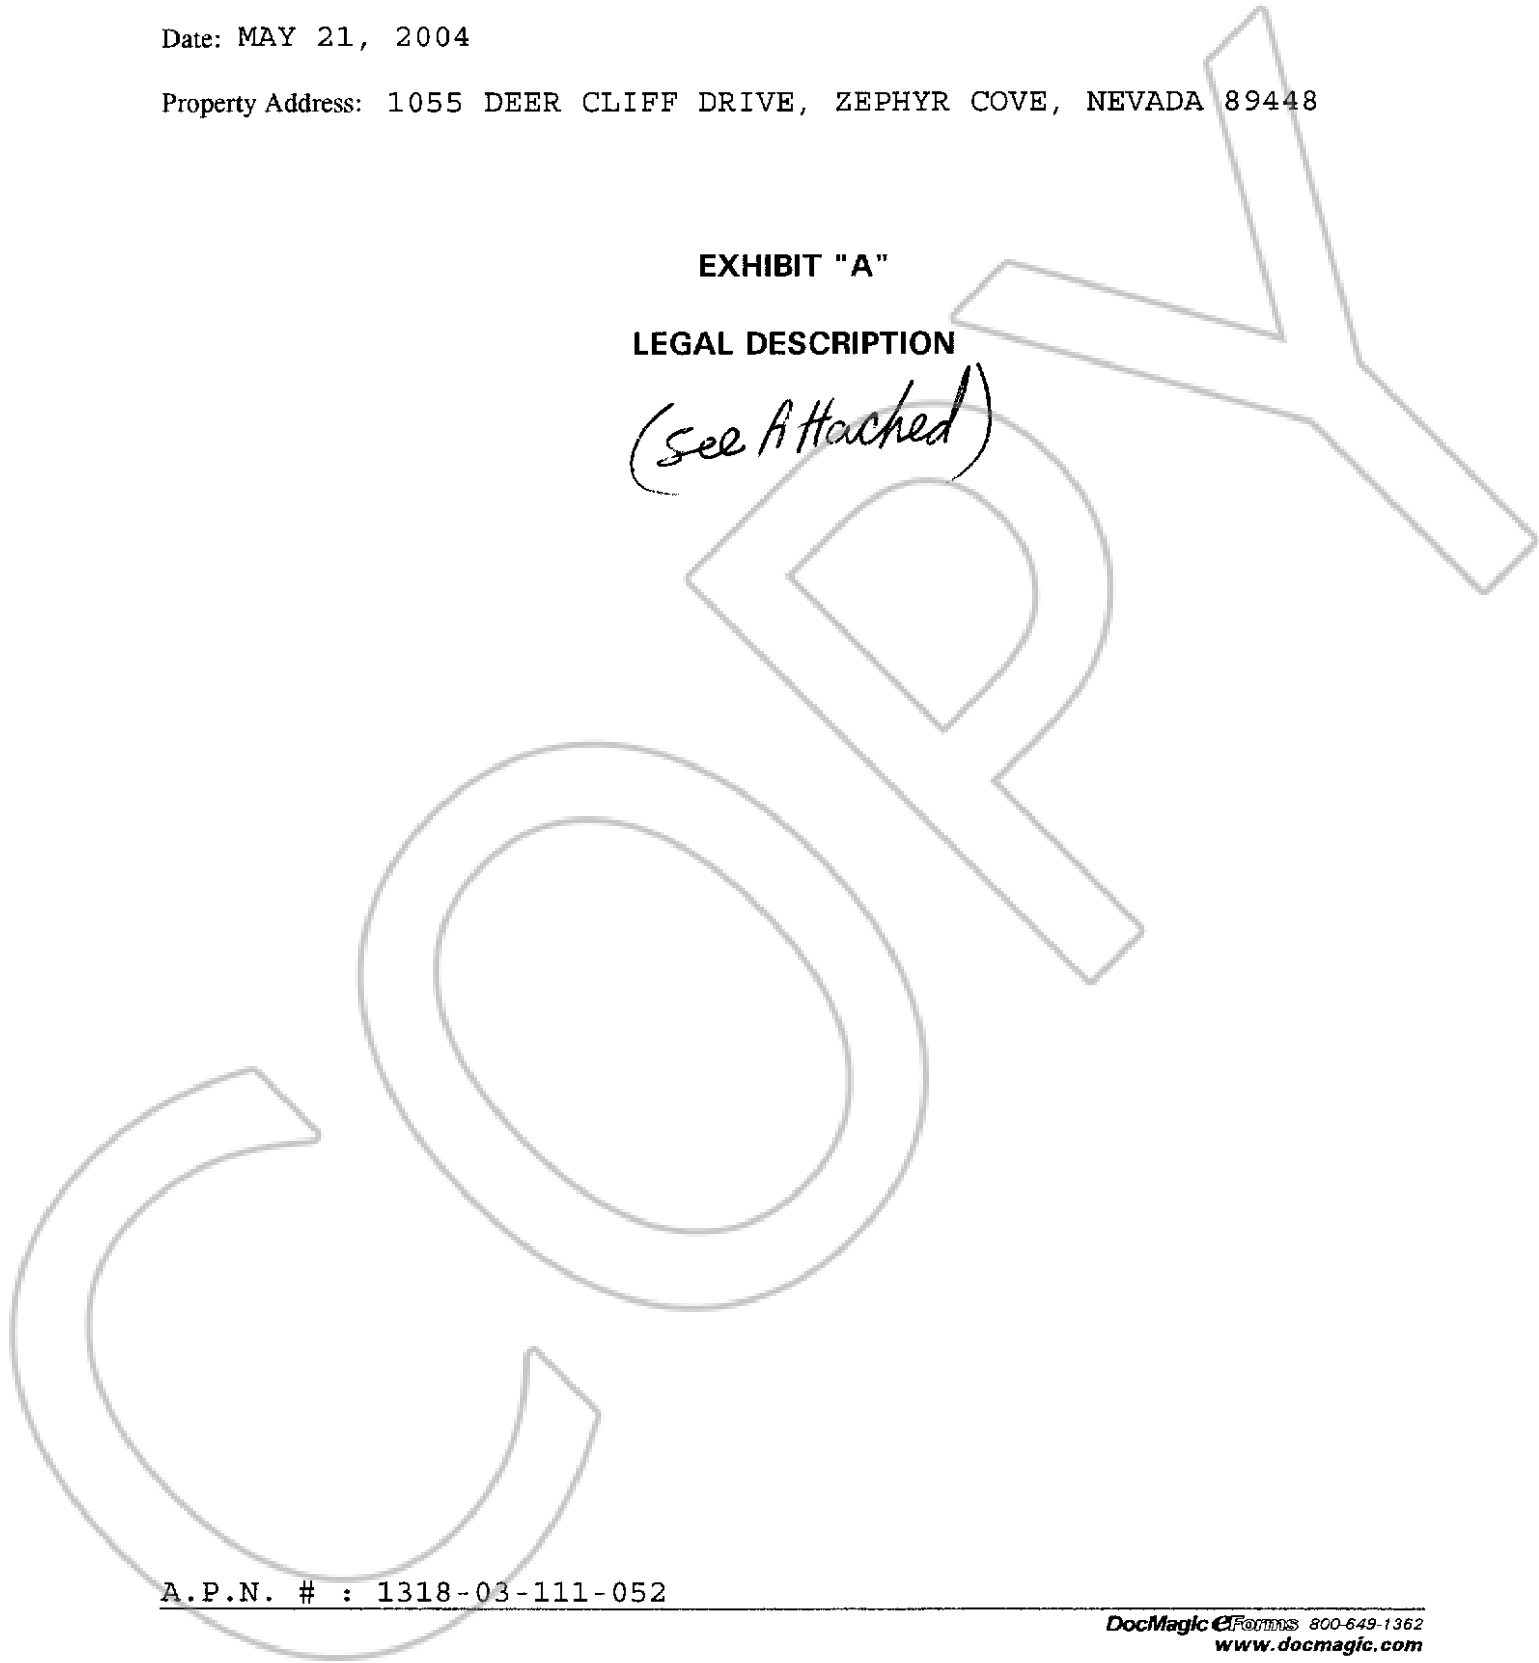 Date: MAY 21, 2004
Property Address: 1055 DEER CLIFF DRIVE, ZEPHYR COVE, NEVADA 89448
EXHIBIT "A"
LEGAL DESCRIPTION
(see Attached)
COPY
A.P.N. # : 1318-03-111-052
DocMagic eForms 800-649-1362
www.docmagic.com